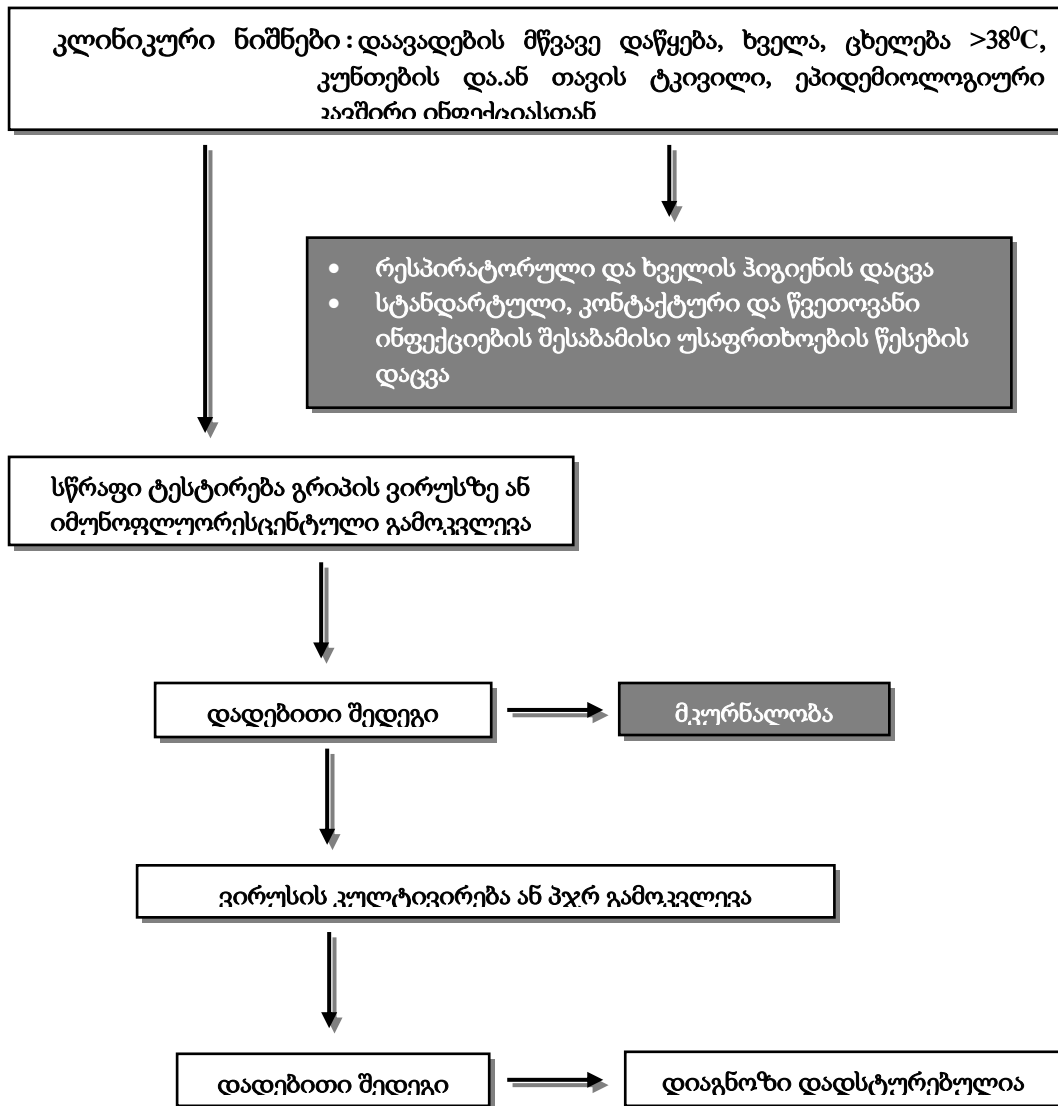 კლინიკური ნიშნები: დაავადების მწვავე დაწყება, ხველა, ცხელება >38⁰C,
კუნთების და.ან თავის ტკივილი, ეპიდემიოლოგიური
კავშირი ინფექციასთან
• რესპირატორული და ხველის ჰიგიენის დაცვა
• სტანდარტული, კონტაქტური და წვეთოვანი
ინფექციების შესაბამისი უსაფრთხოების წესების
დაცვა
სწრაფი ტესტირება გრიპის ვირუსზე ან
იმუნოფლუორესცენტული გამოკვლევა
დადებითი შედეგი
მკურნალობა
ვირუსის კულტივირება ან პჯრ გამოკვლევა
დადებითი შედეგი
დიაგნოზი დადსტურებულია